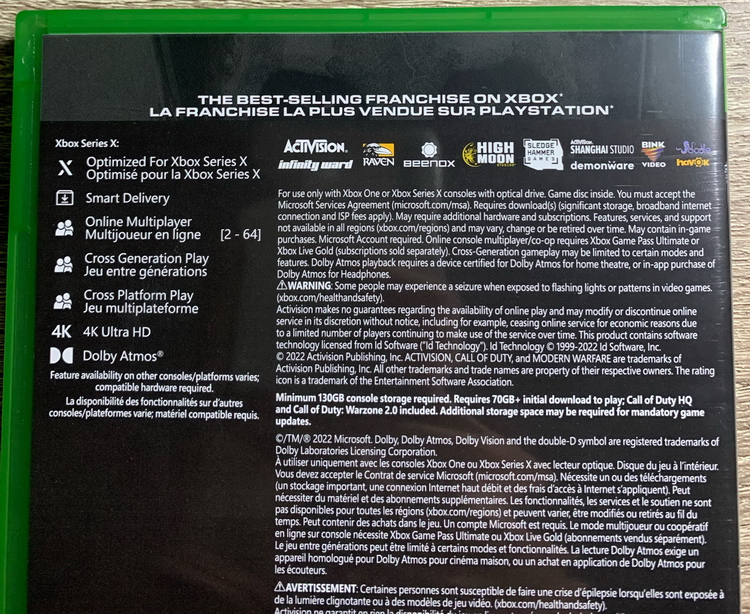 THE BEST-SELLING FRANCHISE ON XBOX*
LA FRANCHISE LA PLUS VENDUE SUR PLAYSTATION*
Xbox Series X:
X Optimized For Xbox Series X
Optimisé pour la Xbox Series X
Smart Delivery
Online Multiplayer
Multijoueur en ligne [2 - 64]
Cross Generation Play
Jeu entre générations
Cross Platform Play
Jeu multiplateforme
4K 4K Ultra HD
Dolby Atmos®
Feature availability on other consoles/platforms varies;
compatible hardware required.
La disponibilité des fonctionnalités sur d'autres
consoles/plateformes varie; matériel compatible requis.
ACTIVISION.
infinity ward
RAVEN
BEENOX
HIGH
MOON
STUDIOS
SLEDGE
HAMMER
GAMES
ACTIVISION
SHANGHAI STUDIO
demonware
BINK
VIDEO
havok
For use only with Xbox One or Xbox Series X consoles with optical drive. Game disc inside. You must accept the
Microsoft Services Agreement (microsoft.com/msa). Requires download(s) (significant storage, broadband internet
connection and ISP fees apply). May require additional hardware and subscriptions. Features, services, and support
not available in all regions (xbox.com/regions) and may vary, change or be retired over time. May contain in-game
purchases. Microsoft Account required. Online console multiplayer/co-op requires Xbox Game Pass Ultimate or
Xbox Live Gold (subscriptions sold separately). Cross-Generation gameplay may be limited to certain modes and
features. Dolby Atmos playback requires a device certified for Dolby Atmos for home theatre, or in-app purchase of
Dolby Atmos for Headphones.
⚠WARNING: Some people may experience a seizure when exposed to flashing lights or patterns in video games.
(xbox.com/healthandsafety).
Activision makes no guarantees regarding the availability of online play and may modify or discontinue online
service in its discretion without notice, including for example, ceasing online service for economic reasons due
to a limited number of players continuing to make use of the service over time. This product contains software
technology licensed from Id Software ("Id Technology"). Id Technology © 1999-2022 Id Software, Inc.
© 2022 Activision Publishing, Inc. ACTIVISION, CALL OF DUTY, and MODERN WARFARE are trademarks of
Activision Publishing, Inc. All other trademarks and trade names are property of their respective owners. The rating
icon is a trademark of the Entertainment Software Association.
Minimum 130GB console storage required. Requires 70GB+ initial download to play; Call of Duty HQ
and Call of Duty: Warzone 2.0 included. Additional storage space may be required for mandatory game
updates.
©/TM/® 2022 Microsoft. Dolby, Dolby Atmos, Dolby Vision and the double-D symbol are registered trademarks of
Dolby Laboratories Licensing Corporation.
À utiliser uniquement avec les consoles Xbox One ou Xbox Series X avec lecteur optique. Disque du jeu à l'intérieur.
Vous devez accepter le Contrat de service Microsoft (microsoft.com/msa). Nécessite un ou des téléchargements
(un stockage important, une connexion Internet haut débit et des frais d'accès à Internet s'appliquent). Peut
nécessiter du matériel et des abonnements supplémentaires. Les fonctionnalités, les services et le soutien ne sont
pas disponibles pour toutes les régions (xbox.com/regions) et peuvent varier, être modifiés ou retirés au fil du
temps. Peut contenir des achats dans le jeu. Un compte Microsoft est requis. Le mode multijoueur ou coopératif
en ligne sur console nécessite Xbox Game Pass Ultimate ou Xbox Live Gold (abonnements vendus séparément).
Le jeu entre générations peut être limité à certains modes et fonctionnalités. La lecture Dolby Atmos exige un
appareil homologué pour Dolby Atmos pour cinéma maison, ou un achat en application de Dolby Atmos pour
les écouteurs.
⚠AVERTISSEMENT: Certaines personnes sont susceptible de faire une crise d'épilepsie lorsqu'elles sont exposée à
de la lumière clignotante ou à des modèles de jeu vidéo. (xbox.com/healthandsafety).
Activision ne garantit en rien la